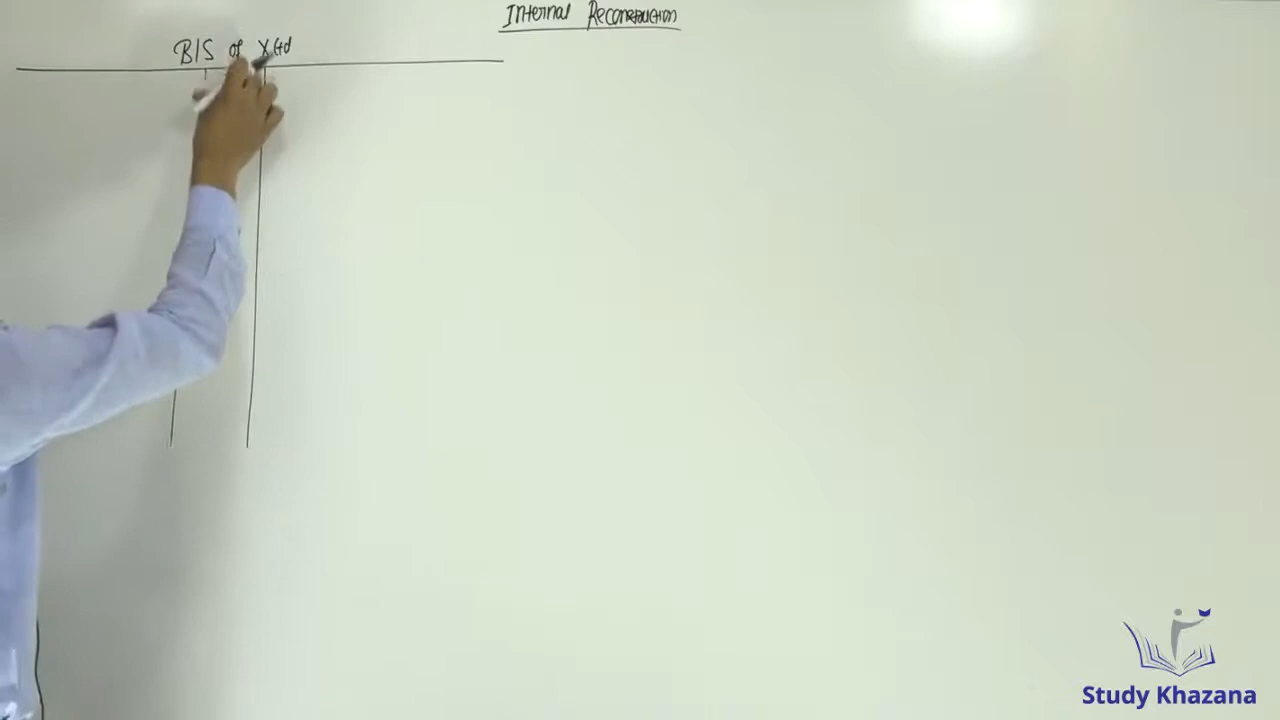 Internal Reconstruction
B/S of X Ltd
Study Khazana